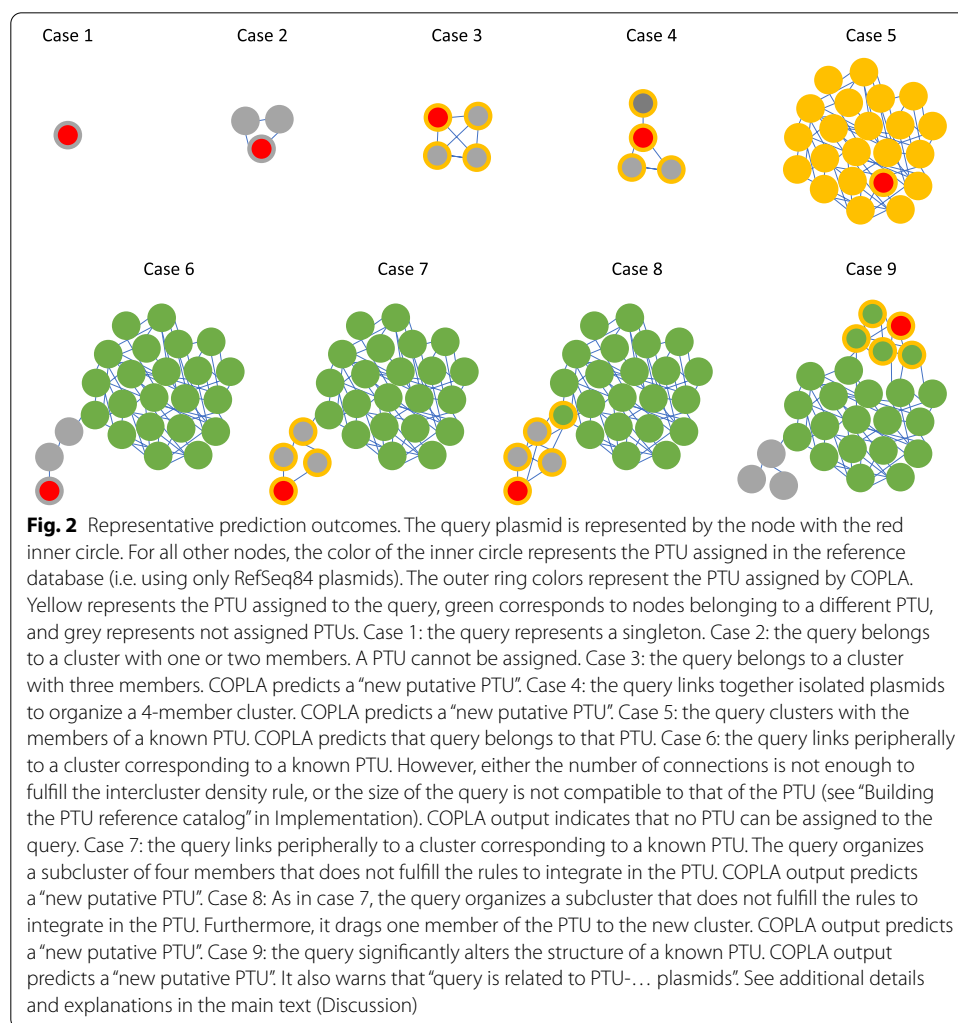 Case 1
Case 2
Case 3
Case 4
Case 5
Case 6
Case 7
Case 8
Case 9
Fig. 2 Representative prediction outcomes. The query plasmid is represented by the node with the red
inner circle. For all other nodes, the color of the inner circle represents the PTU assigned in the reference
database (i.e. using only RefSeq84 plasmids). The outer ring colors represent the PTU assigned by COPLA.
Yellow represents the PTU assigned to the query, green corresponds to nodes belonging to a different PTU,
and grey represents not assigned PTUs. Case 1: the query represents a singleton. Case 2: the query belongs
to a cluster with one or two members. A PTU cannot be assigned. Case 3: the query belongs to a cluster
with three members. COPLA predicts a “new putative PTU”. Case 4: the query links together isolated plasmids
to organize a 4-member cluster. COPLA predicts a “new putative PTU”. Case 5: the query clusters with the
members of a known PTU. COPLA predicts that query belongs to that PTU. Case 6: the query links peripherally
to a cluster corresponding to a known PTU. However, either the number of connections is not enough to
fulfill the intercluster density rule, or the size of the query is not compatible to that of the PTU (see “Building
the PTU reference catalog” in Implementation). COPLA output indicates that no PTU can be assigned to the
query. Case 7: the query links peripherally to a cluster corresponding to a known PTU. The query organizes
a subcluster of four members that does not fulfill the rules to integrate in the PTU. COPLA output predicts
a “new putative PTU”. Case 8: As in case 7, the query organizes a subcluster that does not fulfill the rules to
integrate in the PTU. Furthermore, it drags one member of the PTU to the new cluster. COPLA output predicts
a “new putative PTU”. Case 9: the query significantly alters the structure of a known PTU. COPLA output
predicts a “new putative PTU”. It also warns that “query is related to PTU-… plasmids”. See additional details
and explanations in the main text (Discussion)